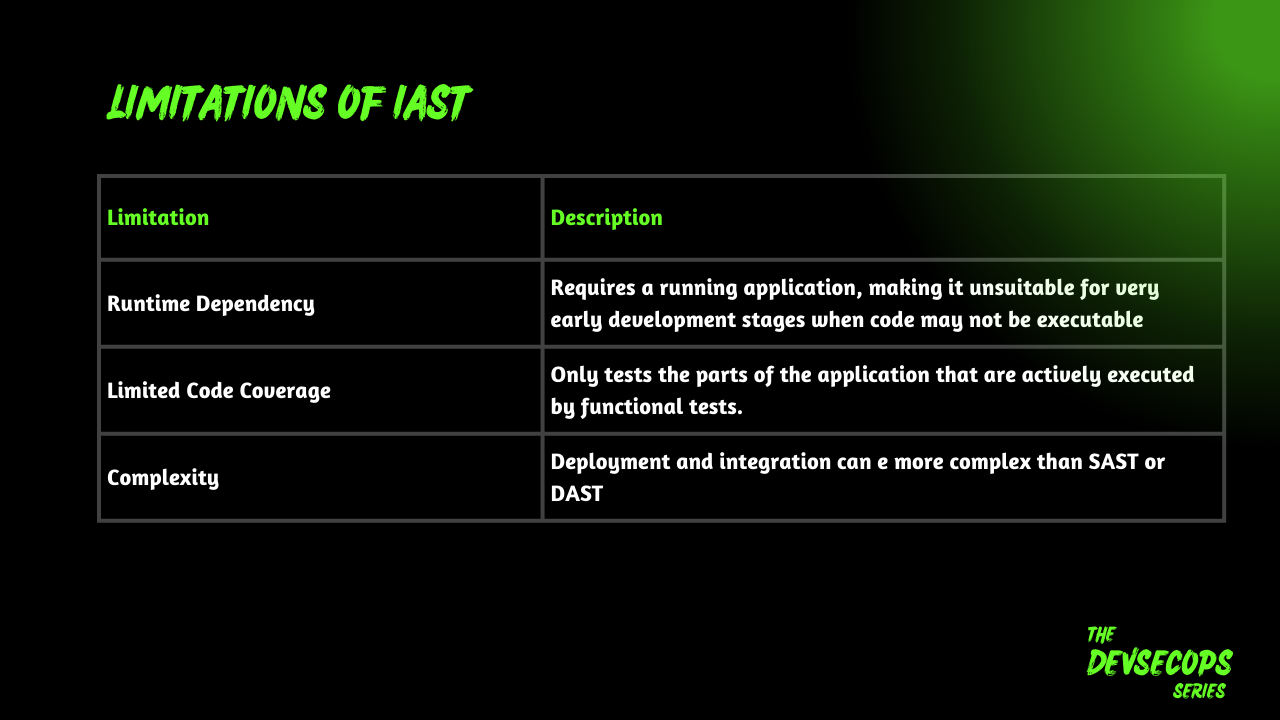 LIMITATIONS OF IAST
Limitation
Description
Runtime Dependency
Requires a running application, making it unsuitable for very
early development stages when code may not be executable
Limited Code Coverage
Only tests the parts of the application that are actively executed
by functional tests.
Complexity
Deployment and integration can e more complex than SAST or
DAST
THE
DEVSECOPS
SERIES